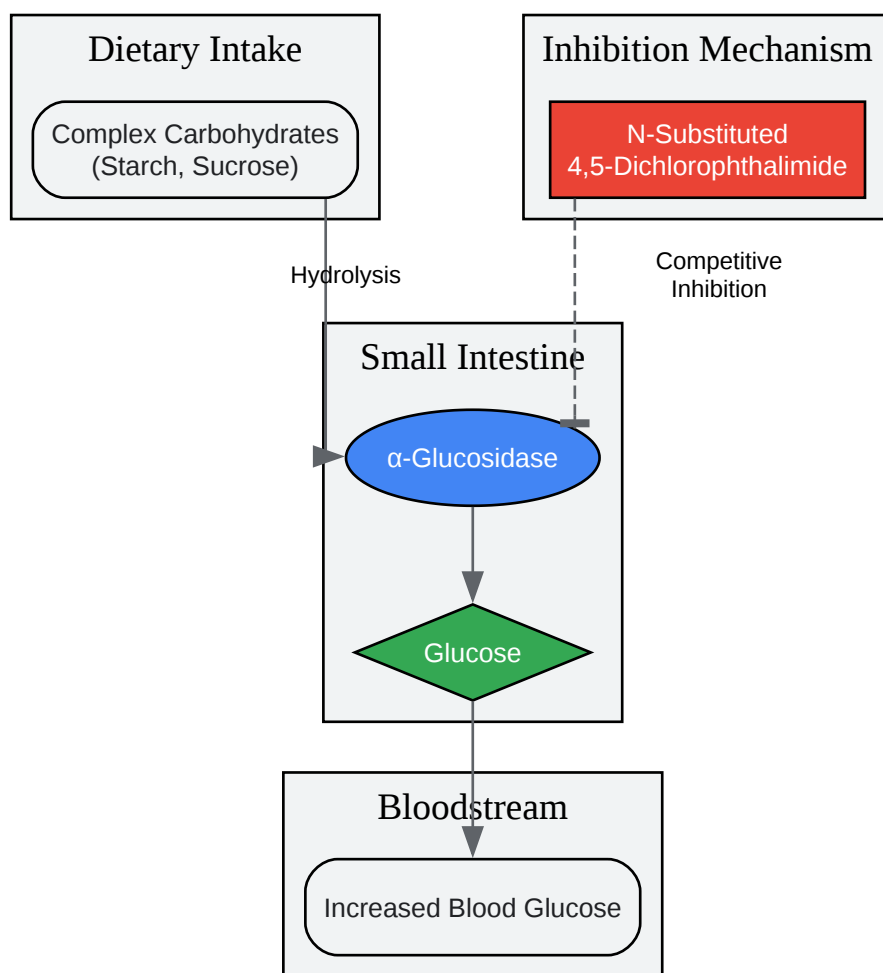 Dietary Intake
Complex Carbohydrates
(Starch, Sucrose)
Inhibition Mechanism
N-Substituted
4,5-Dichlorophthalimide
Hydrolysis
Competitive
Inhibition
Small Intestine
α-Glucosidase
Glucose
Bloodstream
Increased Blood Glucose